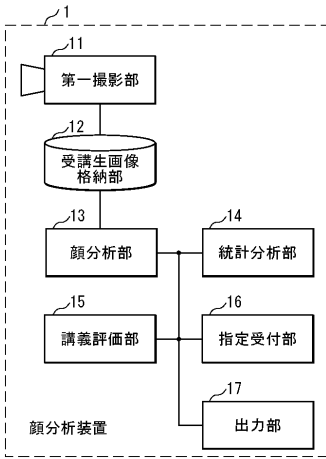 1
11
第一撮影部
12
受講生画像
格納部
13
顔分析部
14
統計分析部
15
講義評価部
16
指定受付部
17
出力部
顔分析装置